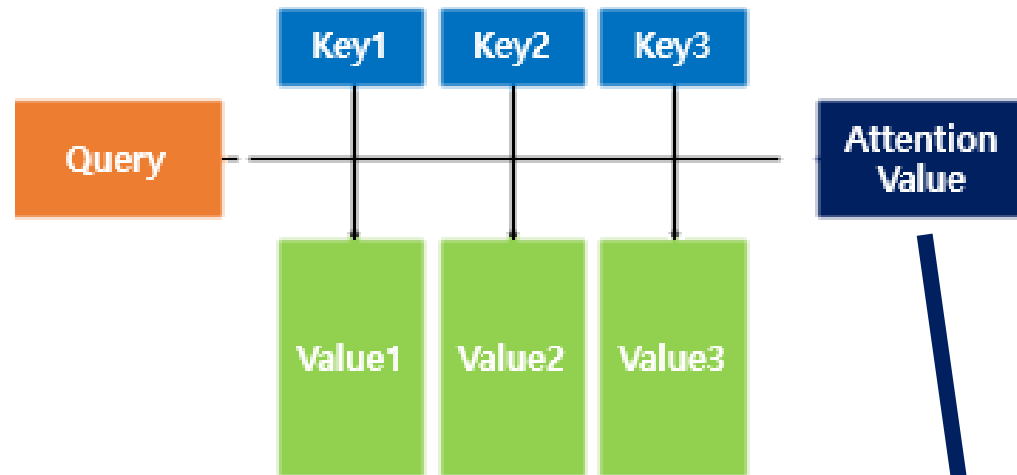 Key1
Key2
Key3
Query
Attention
Value
Value1
Value2
Value3